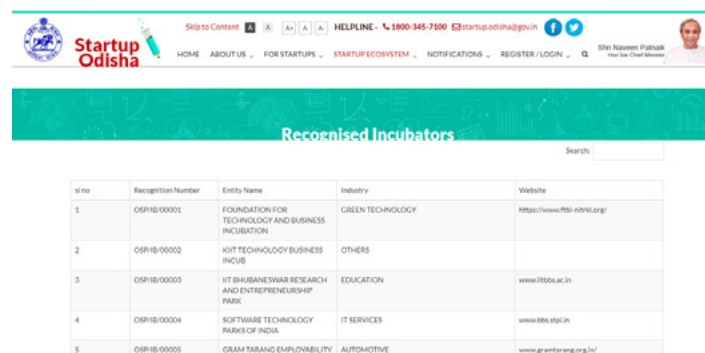 Skip to Content A A A+ A A- HELPLINE - 1800-345-7100 startup.odisha@gov.in
Startup
Odisha
HOME ABOUT US FOR STARTUPS STARTUP ECOSYSTEM NOTIFICATIONS REGISTER / LOGIN
Shri Naveen Patnaik
Hon'ble Chief Minister
Recognised Incubators
Search:
sl no Recognition Number Entity Name Industry Website
1 OSP/IB/00001 FOUNDATION FOR GREEN TECHNOLOGY https://www.ftbi-nitrkl.org/
TECHNOLOGY AND BUSINESS
INCUBATION
2 OSP/IB/00002 KIIT TECHNOLOGY BUSINESS OTHERS
INCUB
3 OSP/IB/00003 IIT BHUBANESWAR RESEARCH EDUCATION www.iitbbs.ac.in
AND ENTREPRENEURSHIP
PARK
4 OSP/IB/00004 SOFTWARE TECHNOLOGY IT SERVICES www.bbs.stpi.in
PARKS OF INDIA
5 OSP/IB/00005 GRAM TARANG EMPLOYABILITY AUTOMOTIVE www.gramtarang.org.in/